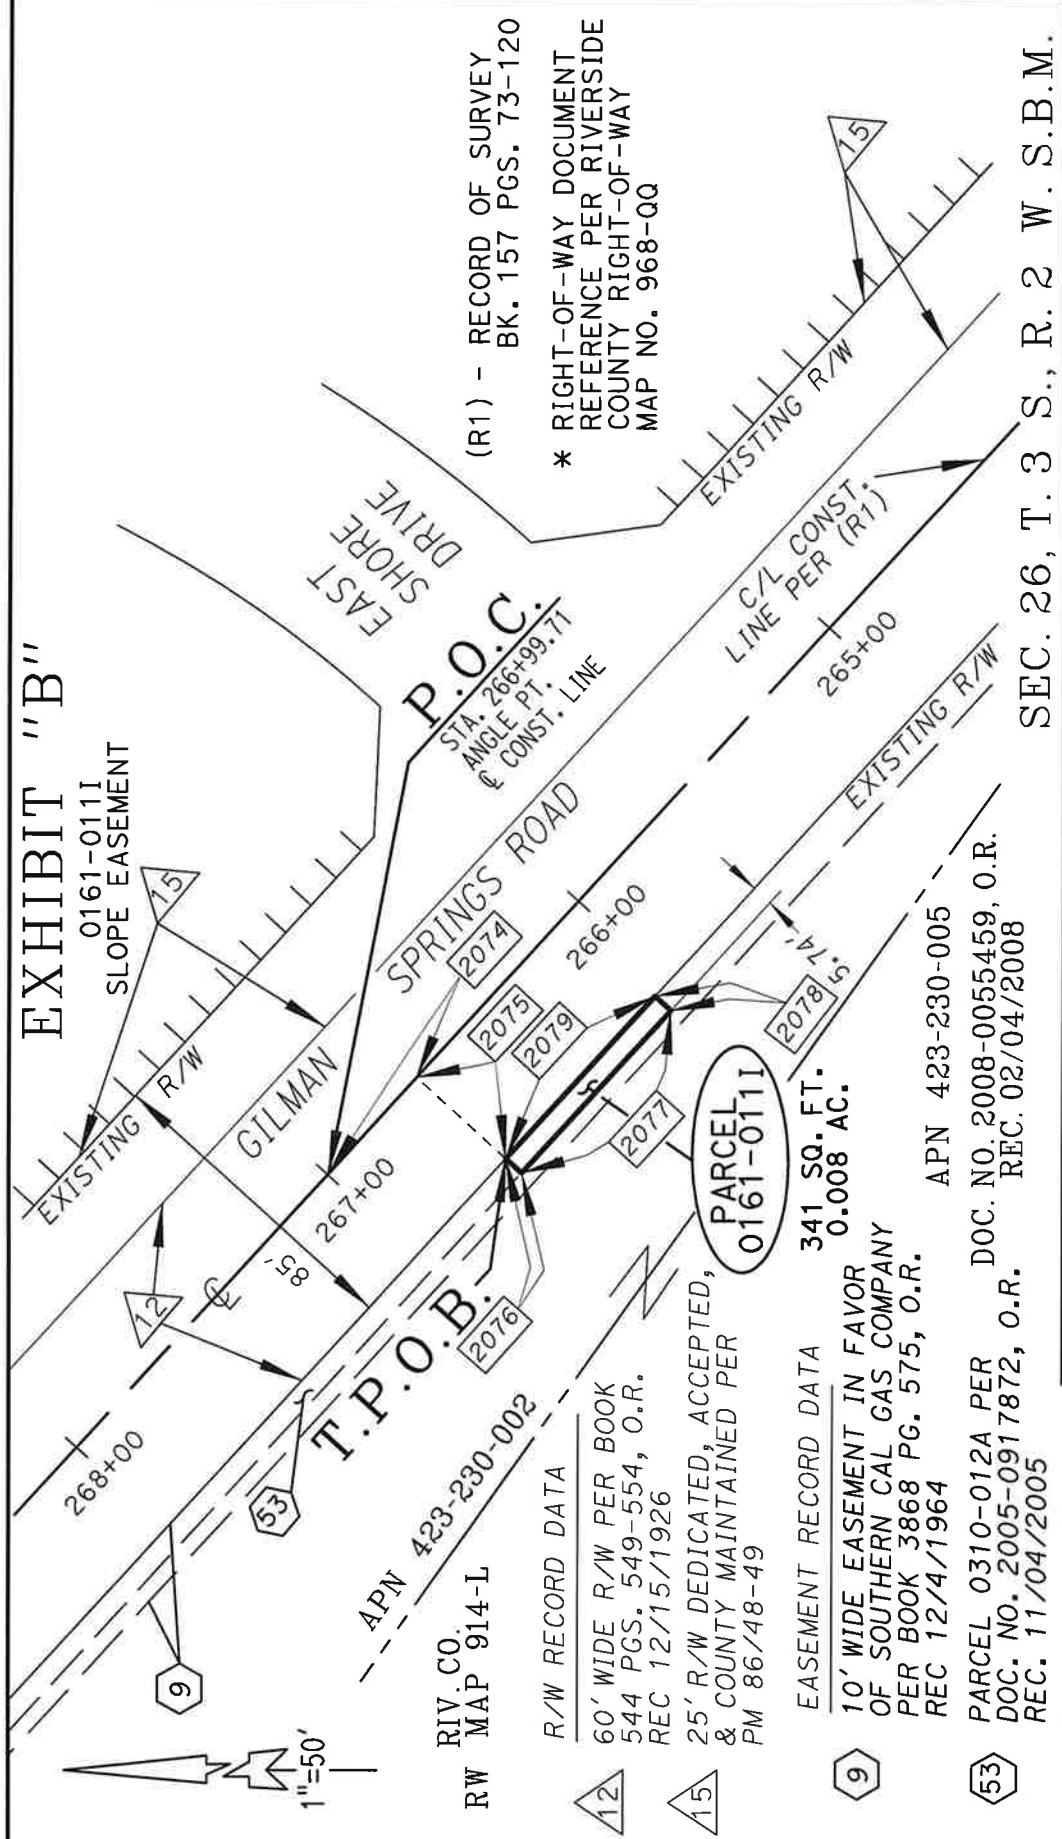 EXHIBIT "B"
0161-011I
SLOPE EASEMENT
(R1) - RECORD OF SURVEY
BK. 157 PGS. 73-120
* RIGHT-OF-WAY DOCUMENT
REFERENCE PER RIVERSIDE
COUNTY RIGHT-OF-WAY
MAP NO. 968-QQ
EAST
SHORE
DRIVE
P.O.C.
STA. 266+99.71
ANGLE PT.
℄ CONST. LINE
15
15
EXISTING R/W
EXISTING R/W
GILMAN SPRINGS ROAD
C/L CONST.
LINE PER (R1)
12
℄
85'
268+00
267+00
266+00
265+00
2074
2075
2079
2076
2077
2078
5.74'
EXISTING R/W
T.P.O.B.
53
9
PARCEL
0161-011I
341 SQ. FT.
0.008 AC.
APN 423-230-002
APN 423-230-005
DOC. NO. 2008-0055459, O.R.
REC. 02/04/2008
1"=50'
RIV. CO.
RW MAP 914-L
R/W RECORD DATA
12
60' WIDE R/W PER BOOK
544 PGS. 549-554, O.R.
REC 12/15/1926
15
25' R/W DEDICATED, ACCEPTED,
& COUNTY MAINTAINED PER
PM 86/48-49
EASEMENT RECORD DATA
9
10' WIDE EASEMENT IN FAVOR
OF SOUTHERN CAL GAS COMPANY
PER BOOK 3868 PG. 575, O.R.
REC 12/4/1964
53
PARCEL 0310-012A PER
DOC. NO. 2005-0917872, O.R.
REC. 11/04/2005
SEC. 26, T. 3 S., R. 2 W. S.B.M.